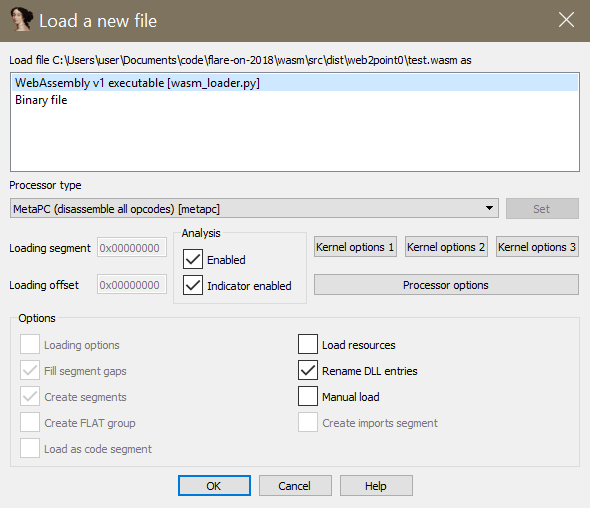 Load a new file
Load file C:\Users\user\Documents\code\flare-on-2018\wasm\src\dist\web2point0\test.wasm as
WebAssembly v1 executable [wasm_loader.py]
Binary file
Processor type
MetaPC (disassemble all opcodes) [metapc]
Set
Analysis
Loading segment 0x00000000
Enabled
Kernel options 1
Kernel options 2
Kernel options 3
Loading offset 0x00000000
Indicator enabled
Processor options
Options
Loading options
Load resources
Fill segment gaps
Rename DLL entries
Create segments
Manual load
Create FLAT group
Create imports segment
Load as code segment
OK
Cancel
Help